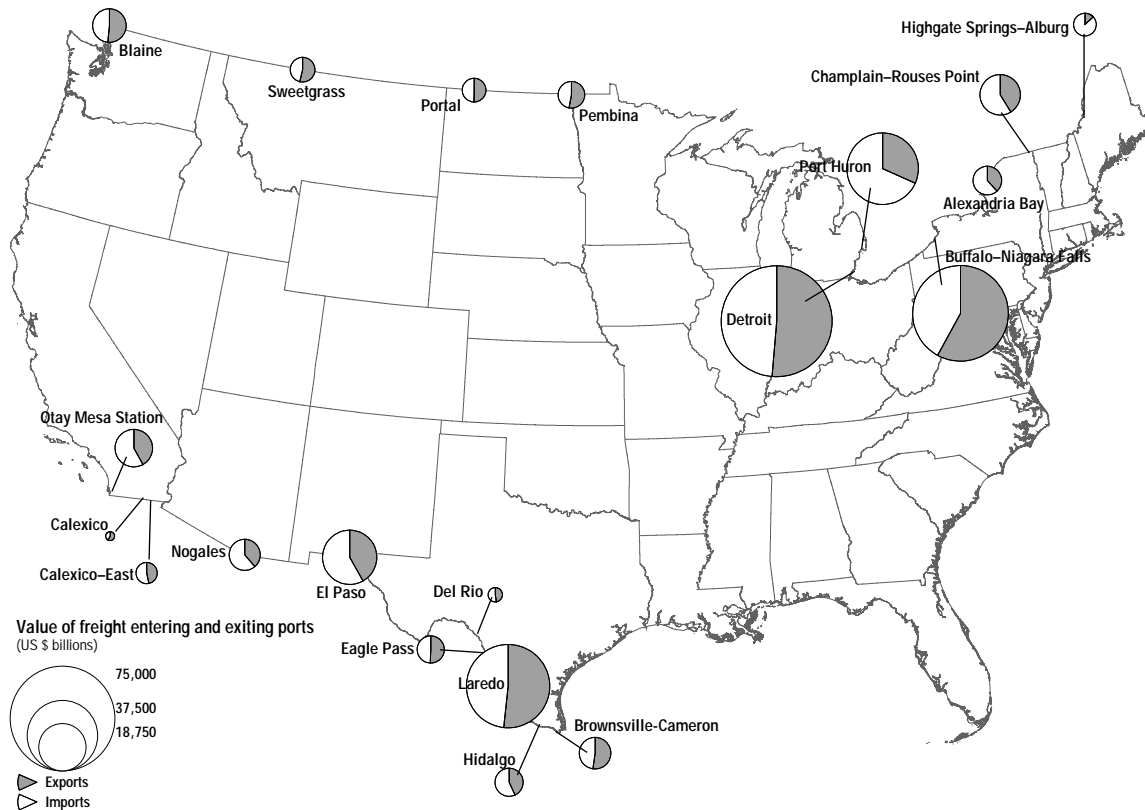 Highgate Springs–Alburg
Blaine
Champlain–Rouses Point
Sweetgrass
Portal
Pembina
Port Huron
Alexandria Bay
Buffalo–Niagara Falls
Detroit
Otay Mesa Station
Calexico
Nogales
Calexico–East
El Paso
Del Rio
Value of freight entering and exiting ports
(US $ billions)
Eagle Pass
75,000
Laredo
37,500
Brownsville-Cameron
18,750
Hidalgo
Exports
Imports